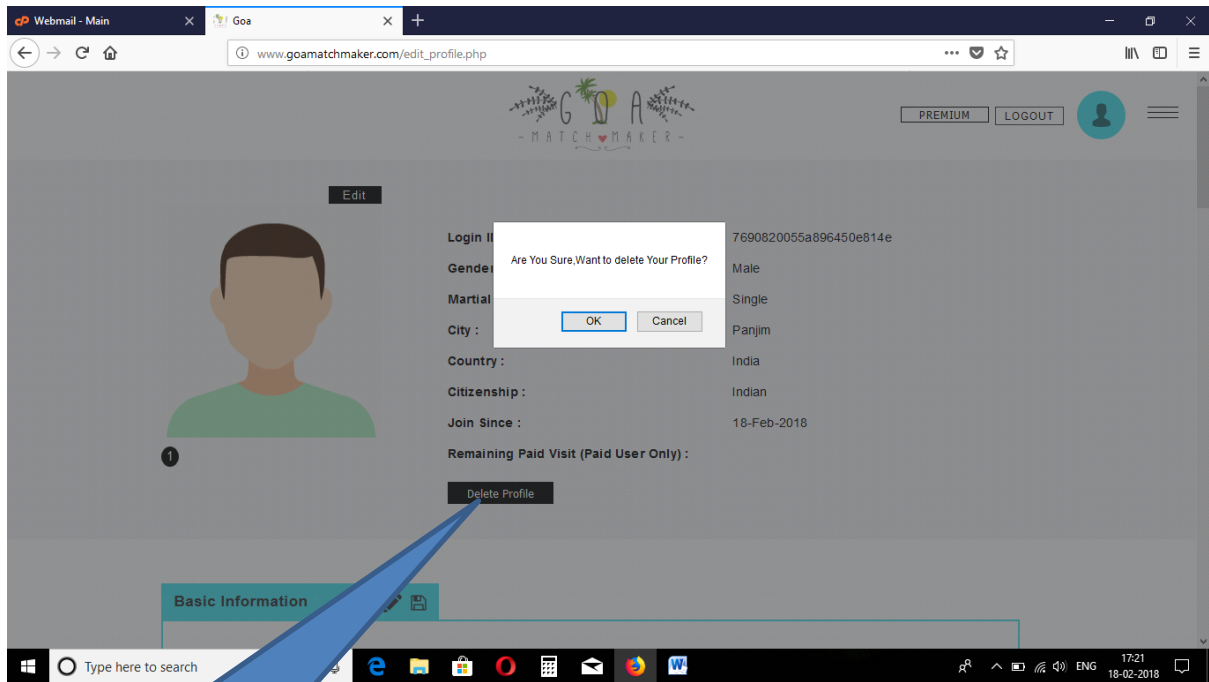 Webmail - Main
Goa
www.goamatchmaker.com/edit_profile.php
GOA
- MATCH MAKER -
PREMIUM
LOGOUT
Edit
Login I
7690820055a896450e814e
Gender
Male
Martial
Single
City :
Panjim
Country :
India
Citizenship :
Indian
Join Since :
18-Feb-2018
Remaining Paid Visit (Paid User Only) :
Are You Sure,Want to delete Your Profile?
OK
Cancel
1
Delete Profile
Basic Information
Type here to search
ENG
17:21
18-02-2018